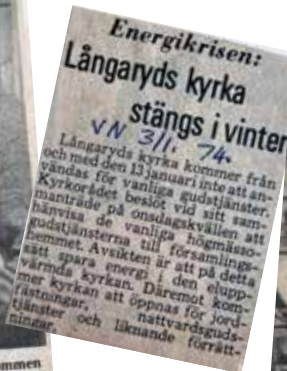 Energikrisen:
Långaryds kyrka
stängs i vinter
VN 3/1. 74.
Långaryds kyrka kommer från
och med den 13 januari inte att an-
vändas för vanliga gudstjänster.
Kyrkorådet beslöt vid sitt sam-
manträde på onsdagskvällen att
hänvisa de vanliga högmässo-
gudstjänsterna till församlings-
hemmet. Avsikten är att på detta
sätt spara energi i den elupp-
värmda kyrkan. Däremot kom-
mer kyrkan att öppnas för jord-
fästningar, nattvardsguds-
tjänster och liknande förrätt-
ningar.
mmen